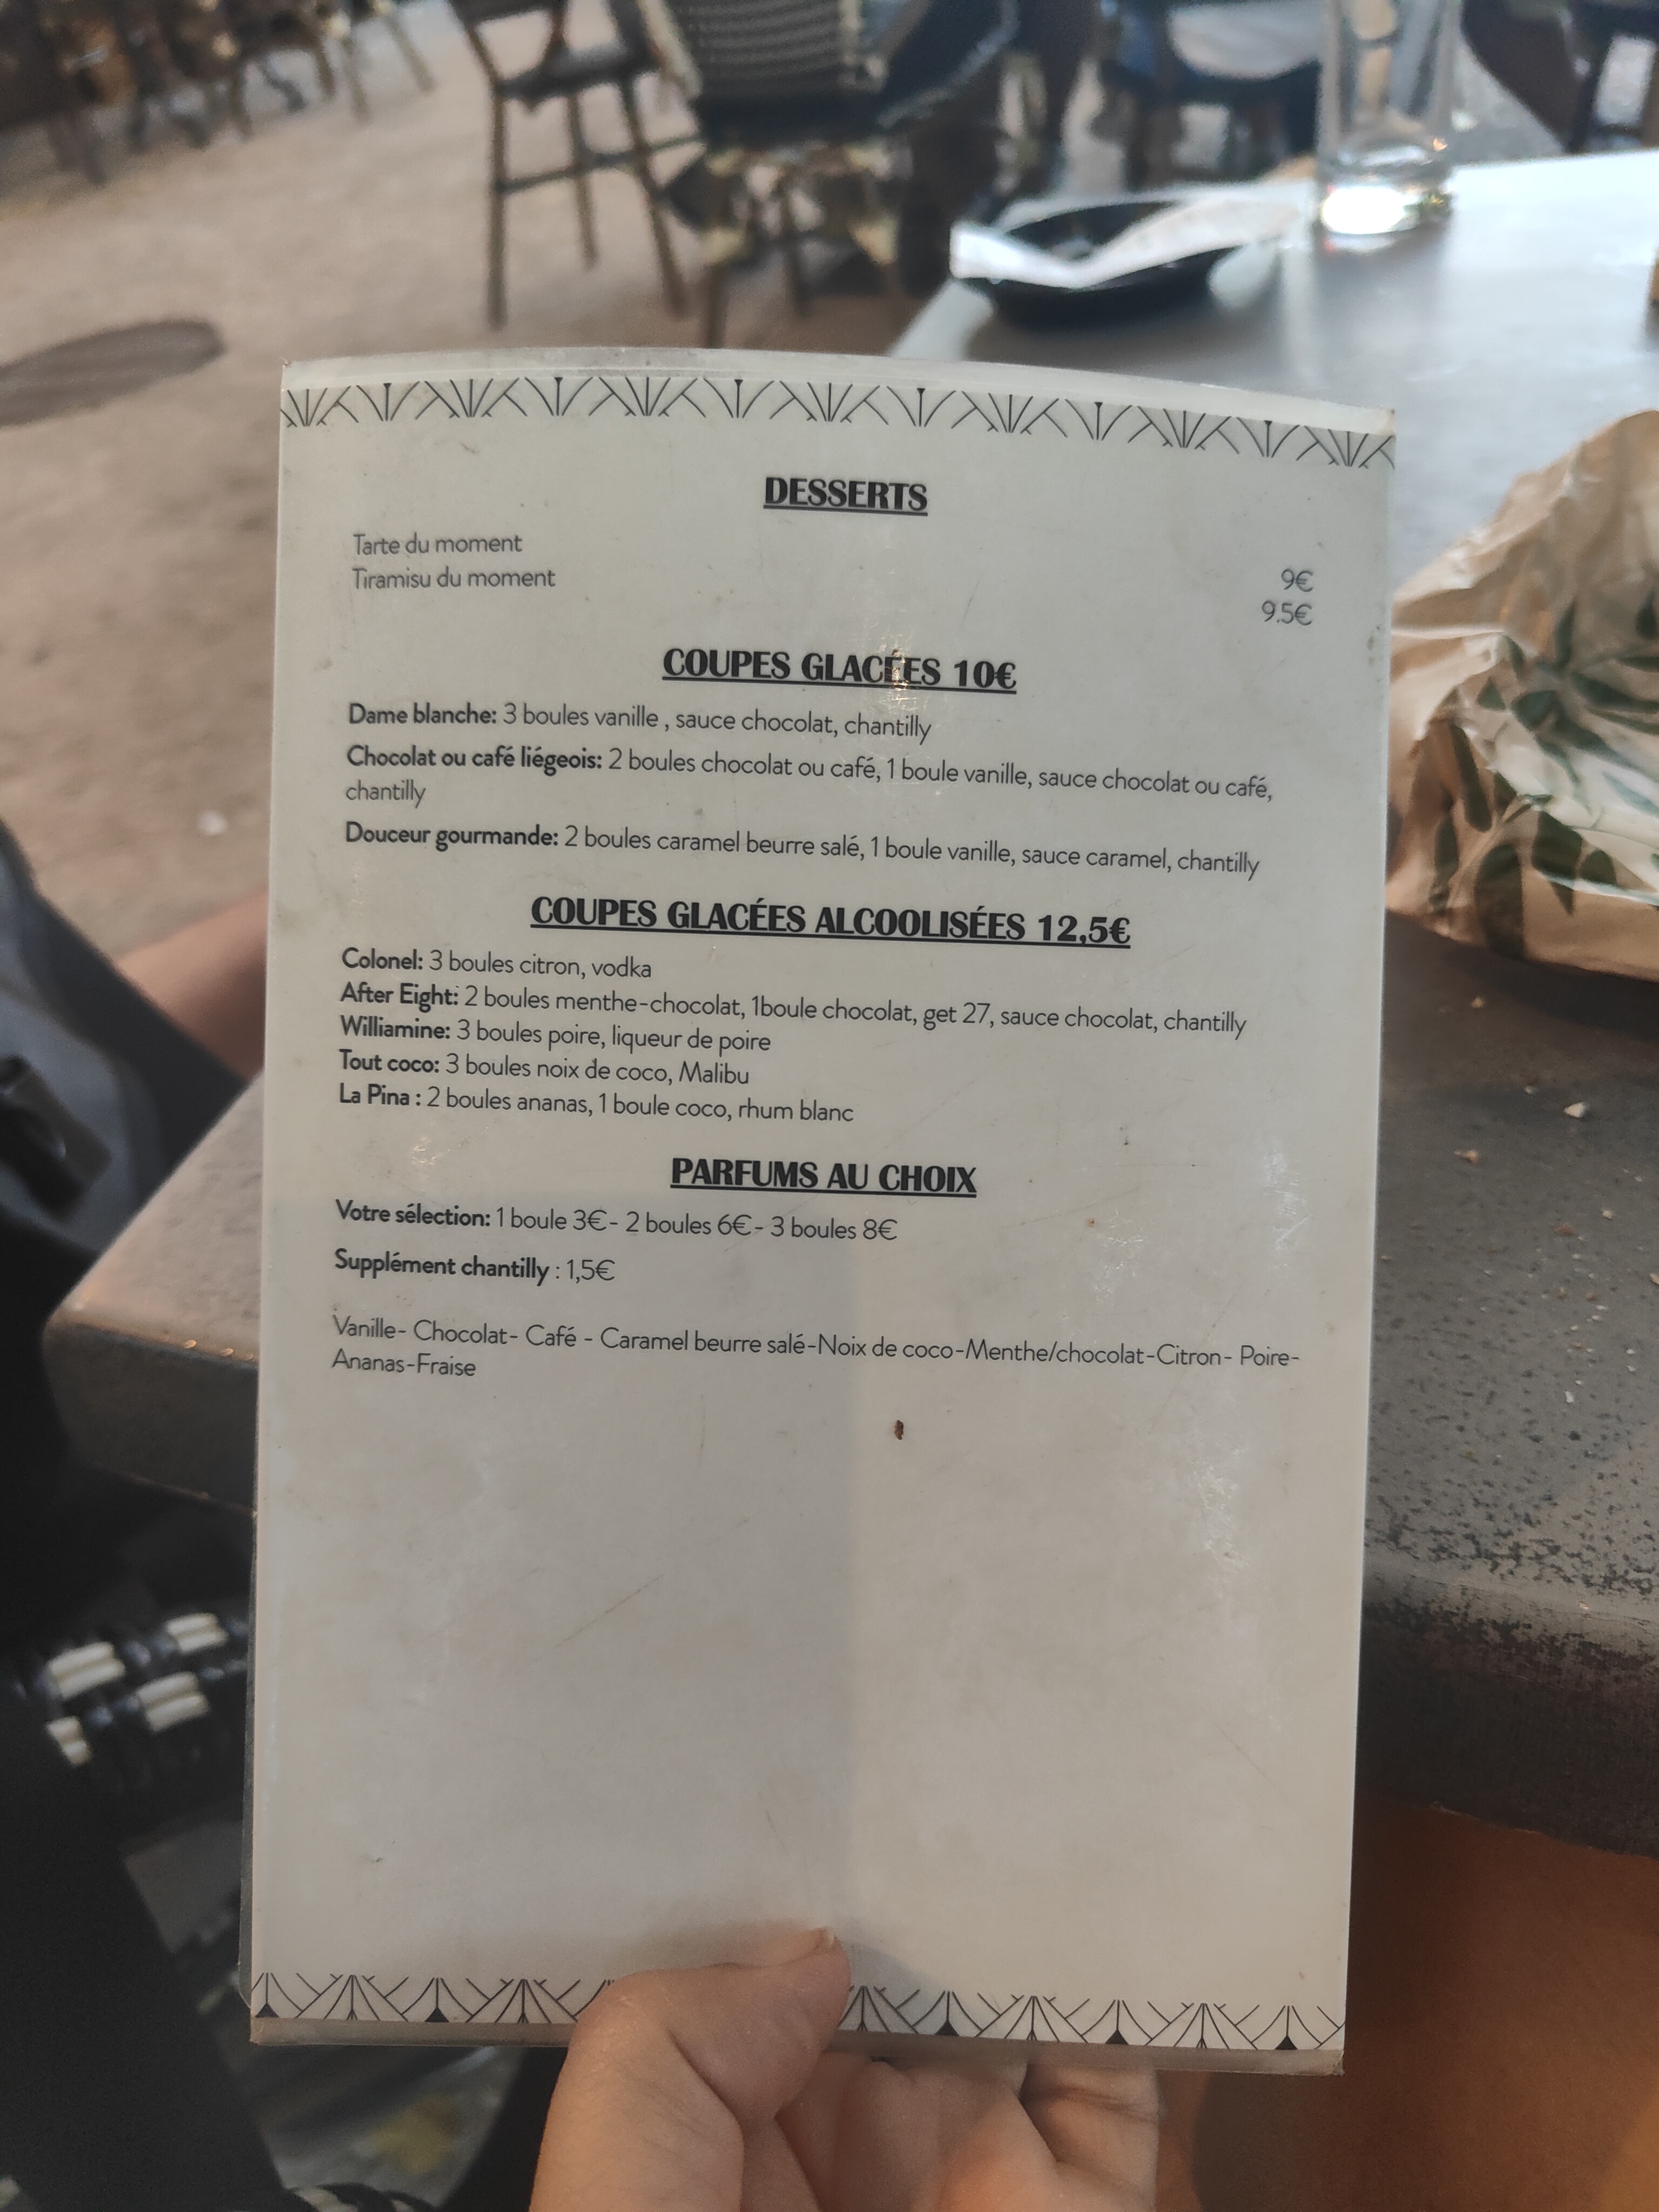 DESSERTS
Tarte du moment
Tiramisu du moment
9€
9.5€
COUPES GLACÉES 10€
Dame blanche: 3 boules vanille , sauce chocolat, chantilly
Chocolat ou café liégeois: 2 boules chocolat ou café, 1 boule vanille, sauce chocolat ou café,
chantilly
Douceur gourmande: 2 boules caramel beurre salé, 1 boule vanille, sauce caramel, chantilly
COUPES GLACÉES ALCOOLISÉES 12,5€
Colonel: 3 boules citron, vodka
After Eight: 2 boules menthe-chocolat, 1boule chocolat, get 27, sauce chocolat, chantilly
Williamine: 3 boules poire, liqueur de poire
Tout coco: 3 boules noix de coco, Malibu
La Pina : 2 boules ananas, 1 boule coco, rhum blanc
PARFUMS AU CHOIX
Votre sélection: 1 boule 3€- 2 boules 6€- 3 boules 8€
Supplément chantilly : 1,5€
Vanille- Chocolat- Café - Caramel beurre salé-Noix de coco-Menthe/chocolat-Citron- Poire-
Ananas-Fraise